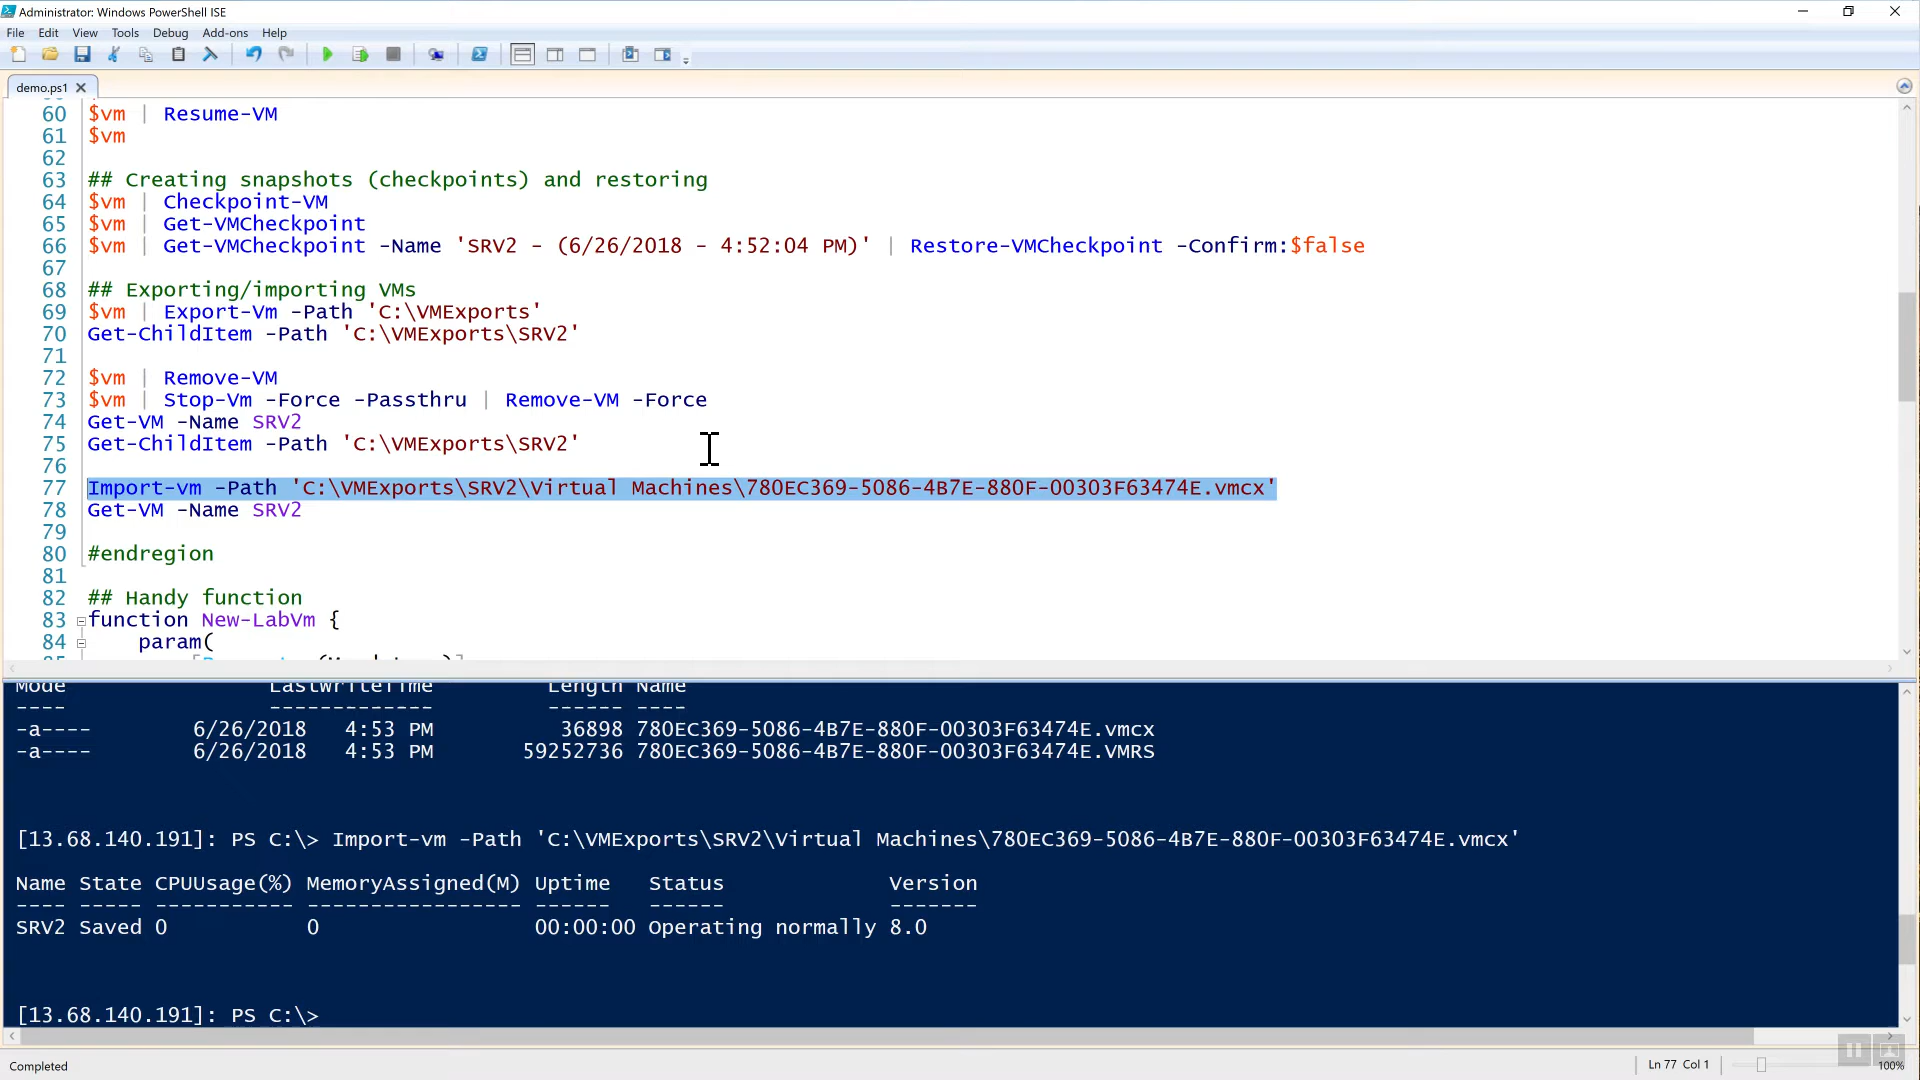 Administrator: Windows PowerShell ISE
File Edit View Tools Debug Add-ons Help
demo.ps1
60 $vm | Resume-VM
61 $vm
62
63 ## Creating snapshots (checkpoints) and restoring
64 $vm | Checkpoint-VM
65 $vm | Get-VMCheckpoint
66 $vm | Get-VMCheckpoint -Name 'SRV2 - (6/26/2018 - 4:52:04 PM)' | Restore-VMCheckpoint -Confirm:$false
67
68 ## Exporting/importing VMs
69 $vm | Export-Vm -Path 'C:\VMExports'
70 Get-ChildItem -Path 'C:\VMExports\SRV2'
71
72 $vm | Remove-VM
73 $vm | Stop-Vm -Force -Passthru | Remove-VM -Force
74 Get-VM -Name SRV2
75 Get-ChildItem -Path 'C:\VMExports\SRV2'
76
77 Import-vm -Path 'C:\VMExports\SRV2\Virtual Machines\780EC369-5086-4B7E-880F-00303F63474E.vmcx'
78 Get-VM -Name SRV2
79
80 #endregion
81
82 ## Handy function
83 function New-LabVm {
84 param(
Mode LastWriteTime Length Name
---- ------------- ------ ----
-a---- 6/26/2018 4:53 PM 36898 780EC369-5086-4B7E-880F-00303F63474E.vmcx
-a---- 6/26/2018 4:53 PM 59252736 780EC369-5086-4B7E-880F-00303F63474E.VMRS
[13.68.140.191]: PS C:\> Import-vm -Path 'C:\VMExports\SRV2\Virtual Machines\780EC369-5086-4B7E-880F-00303F63474E.vmcx'
Name State CPUUsage(%) MemoryAssigned(M) Uptime Status Version
---- ----- ----------- ----------------- ------ ------ -------
SRV2 Saved 0 0 00:00:00 Operating normally 8.0
[13.68.140.191]: PS C:\>
Completed Ln 77 Col 1 100%